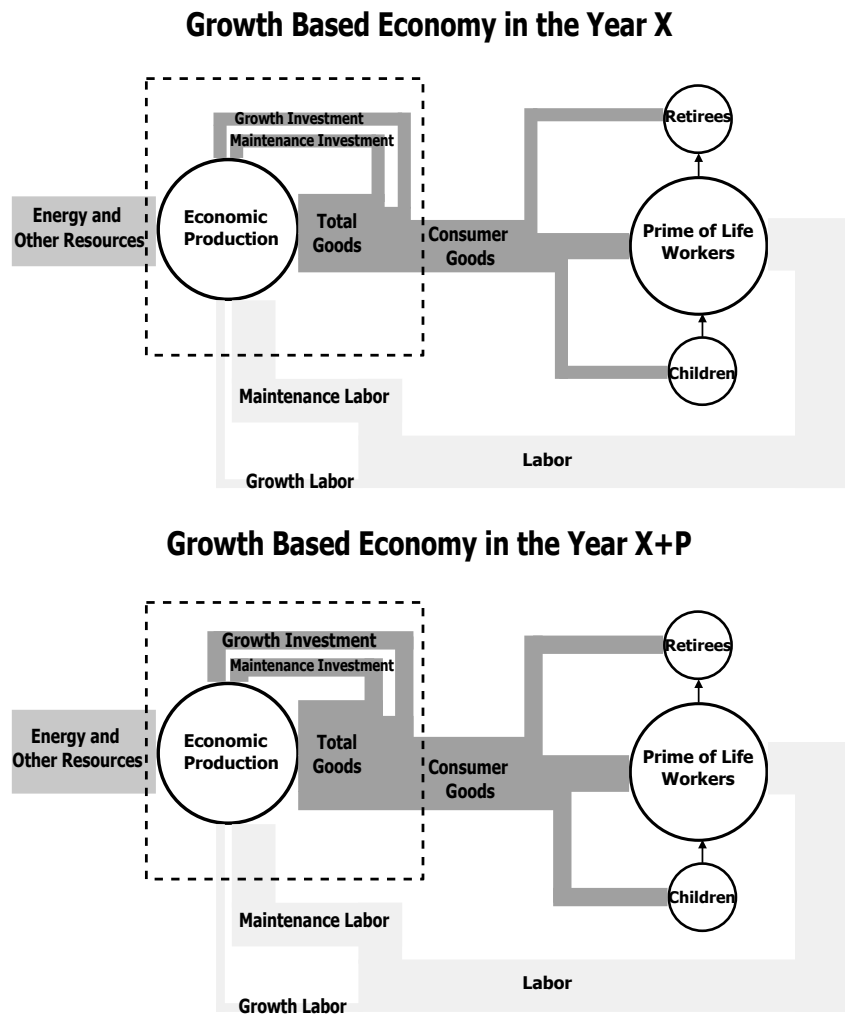 Growth Based Economy in the Year X
Growth Investment
Retirees
Maintenance Investment
Energy and
Other Resources
Economic
Production
Total
Goods
Consumer
Goods
Prime of Life
Workers
Children
Maintenance Labor
Labor
Growth Labor
Growth Based Economy in the Year X+P
Growth Investment
Retirees
Maintenance Investment
Energy and
Other Resources
Economic
Production
Total
Goods
Consumer
Goods
Prime of Life
Workers
Children
Maintenance Labor
Labor
Growth Labor